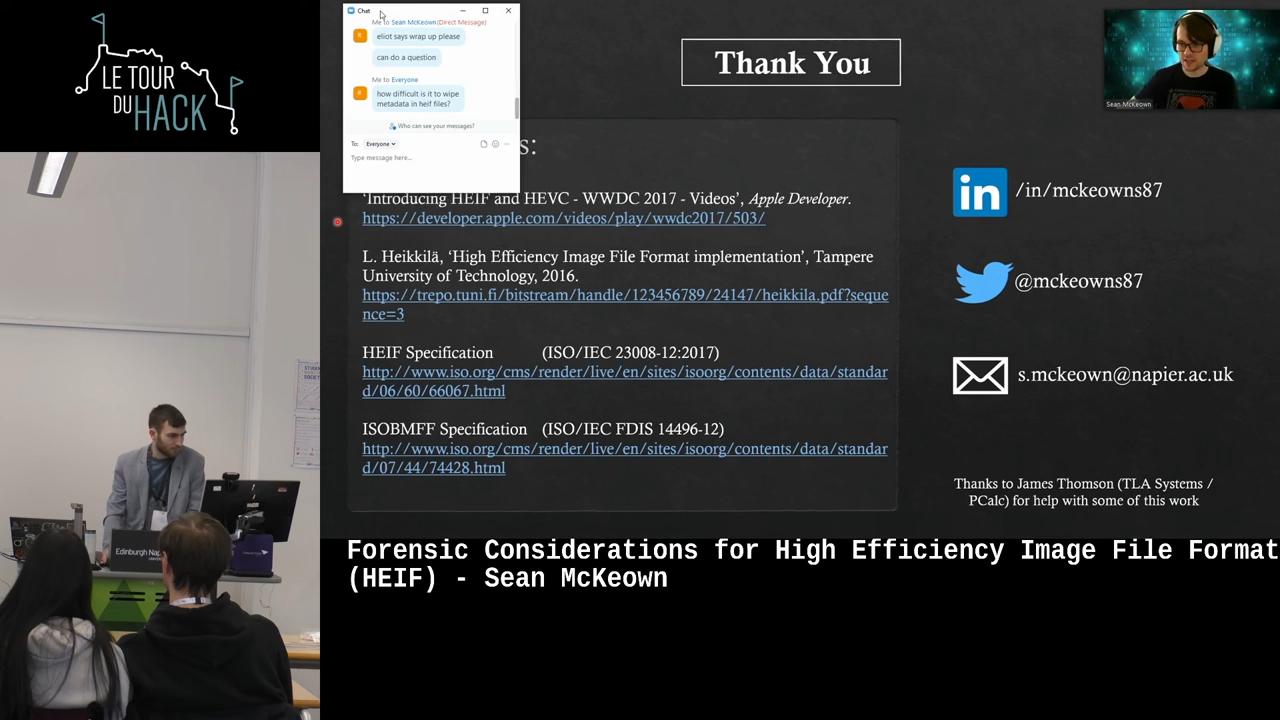 LE TOUR
DU HACK
Chat
Me to Sean McKeown (Direct Message)
eliot says wrap up please
can do a question
Me to Everyone
how difficult is it to wipe
metadata in heif files?
Who can see your messages?
To: Everyone
Type message here...
Thank You
Sean McKeown
s:
'Introducing HEIF and HEVC - WWDC 2017 - Videos', Apple Developer.
https://developer.apple.com/videos/play/wwdc2017/503/
L. Heikkilä, 'High Efficiency Image File Format implementation', Tampere
University of Technology, 2016.
https://trepo.tuni.fi/bitstream/handle/123456789/24147/heikkila.pdf?seque
nce=3
HEIF Specification (ISO/IEC 23008-12:2017)
http://www.iso.org/cms/render/live/en/sites/isoorg/contents/data/standar
d/06/60/66067.html
ISOBMFF Specification (ISO/IEC FDIS 14496-12)
http://www.iso.org/cms/render/live/en/sites/isoorg/contents/data/standar
d/07/44/74428.html
in /in/mckeowns87
@mckeowns87
s.mckeown@napier.ac.uk
Thanks to James Thomson (TLA Systems /
PCalc) for help with some of this work
Edinburgh Nap
Forensic Considerations for High Efficiency Image File Format
(HEIF) - Sean McKeown